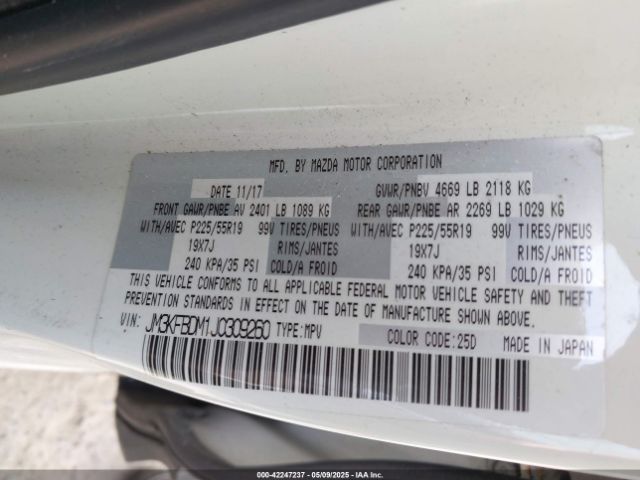 MFD. BY MAZDA MOTOR CORPORATION
DATE 11/17 GVWR/PNBV 4669 LB 2118 KG
FRONT GAWR/PNBE AV 2401 LB 1089 KG REAR GAWR/PNBE AR 2269 LB 1029 KG
WITH/AVEC P225/55R19 99V TIRES/PNEUS WITH/AVEC P225/55R19 99V TIRES/PNEUS
19X7J RIMS/JANTES 19X7J RIMS/JANTES
240 KPA/35 PSI COLD/A FROID 240 KPA/35 PSI COLD/A FROID
THIS VEHICLE CONFORMS TO ALL APPLICABLE FEDERAL MOTOR VEHICLE SAFETY AND THEFT
PREVENTION STANDARDS IN EFFECT ON THE DATE OF MANUFACTURE SHOWN ABOVE.
VIN: JM3KFBDM1J0309260 TYPE:MPV COLOR CODE:25D MADE IN JAPAN
000-42247237 - 05/09/2025 - IAA Inc.